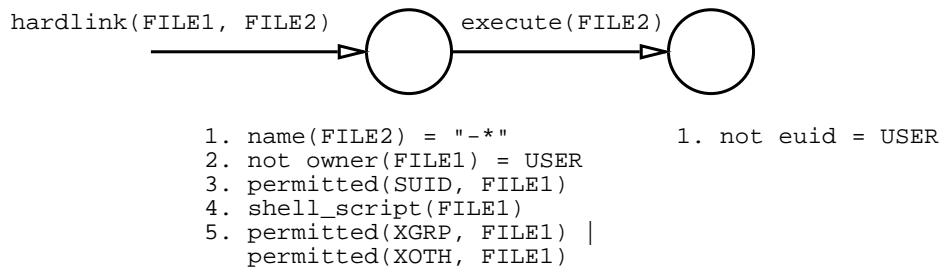 hardlink(FILE1, FILE2)
execute(FILE2)
1. name(FILE2) = "-*"
2. not owner(FILE1) = USER
3. permitted(SUID, FILE1)
4. shell_script(FILE1)
5. permitted(XGRP, FILE1) |
permitted(XOTH, FILE1)
1. not euid = USER